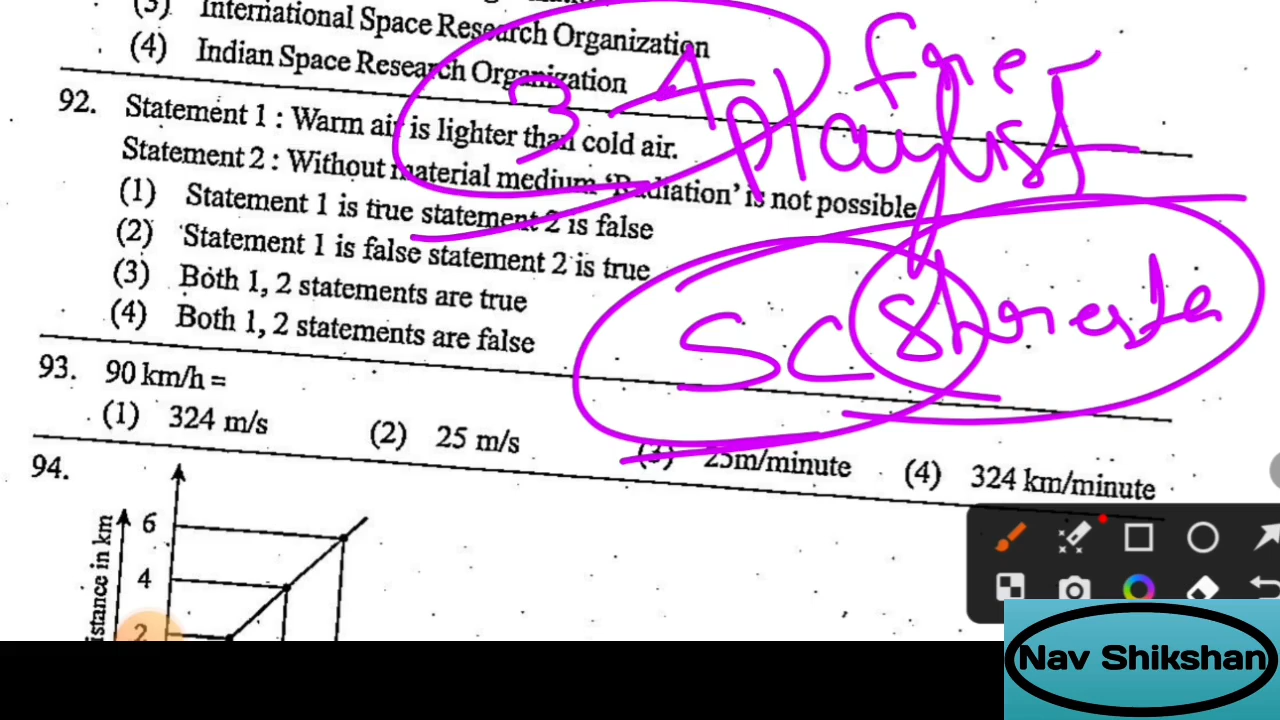 (3) International Space Research Organization
(4) Indian Space Research Organization
92. Statement 1 : Warm air is lighter than cold air.
Statement 2 : Without material medium ‘Radiation’ is not possible
(1) Statement 1 is true statement 2 is false
(2) Statement 1 is false statement 2 is true
(3) Both 1, 2 statements are true
(4) Both 1, 2 statements are false
93. 90 km/h =
(1) 324 m/s (2) 25 m/s (3) 25m/minute (4) 324 km/minute
94.
6
4
2
istance in km
3 A
playlist
SC
Nav Shikshan